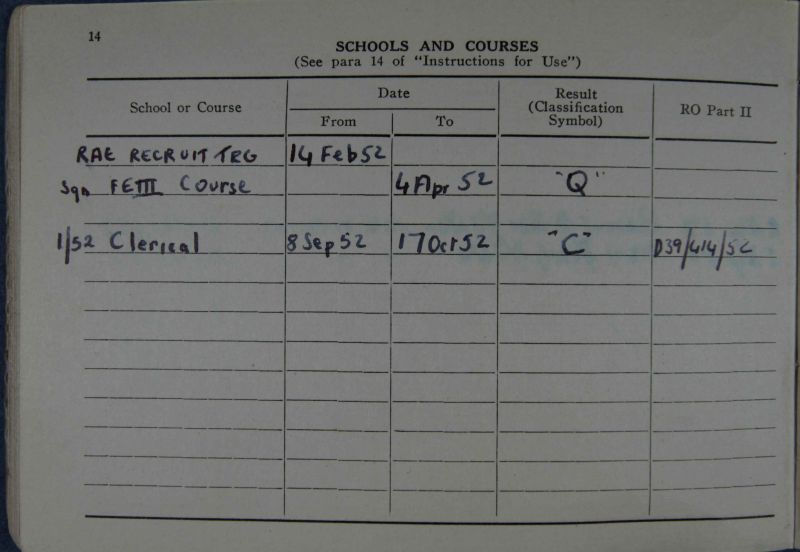 14
SCHOOLS AND COURSES
(See para 14 of "Instructions for Use")
School or Course Date Result (Classification Symbol) RO Part II
From To
RAE RECRUIT TRG 14 Feb 52
Sqn FETIII Course 4 Apr 52 "Q"
1/52 Clerical 8 Sep 52 17 Oct 52 "C" D39/414/52